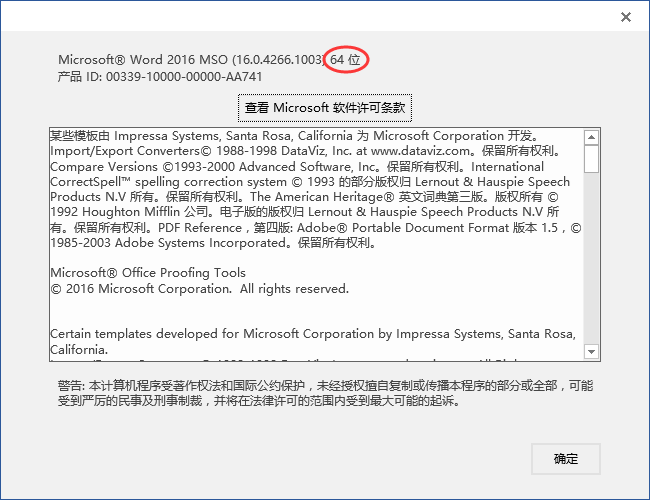 Microsoft® Word 2016 MSO (16.0.4266.1003) 64 位
产品 ID: 00339-10000-00000-AA741
查看 Microsoft 软件许可条款
某些模板由 Impressa Systems, Santa Rosa, California 为 Microsoft Corporation 开发。
Import/Export Converters© 1988-1998 DataViz, Inc. at www.dataviz.com。保留所有权利。
Compare Versions ©1993-2000 Advanced Software, Inc。保留所有权利。International
CorrectSpell™ spelling correction system © 1993 的部分版权归 Lernout & Hauspie Speech
Products N.V 所有。保留所有权利。The American Heritage® 英文词典第三版。版权所有 ©
1992 Houghton Mifflin 公司。电子版的版权归 Lernout & Hauspie Speech Products N.V 所
有。保留所有权利。PDF Reference，第四版: Adobe® Portable Document Format 版本 1.5，©
1985-2003 Adobe Systems Incorporated。保留所有权利。
Microsoft® Office Proofing Tools
© 2016 Microsoft Corporation.  All rights reserved.
Certain templates developed for Microsoft Corporation by Impressa Systems, Santa Rosa,
California.
警告: 本计算机程序受著作权法和国际公约保护，未经授权擅自复制或传播本程序的部分或全部，可能
受到严厉的民事及刑事制裁，并将在法律许可的范围内受到最大可能的起诉。
确定